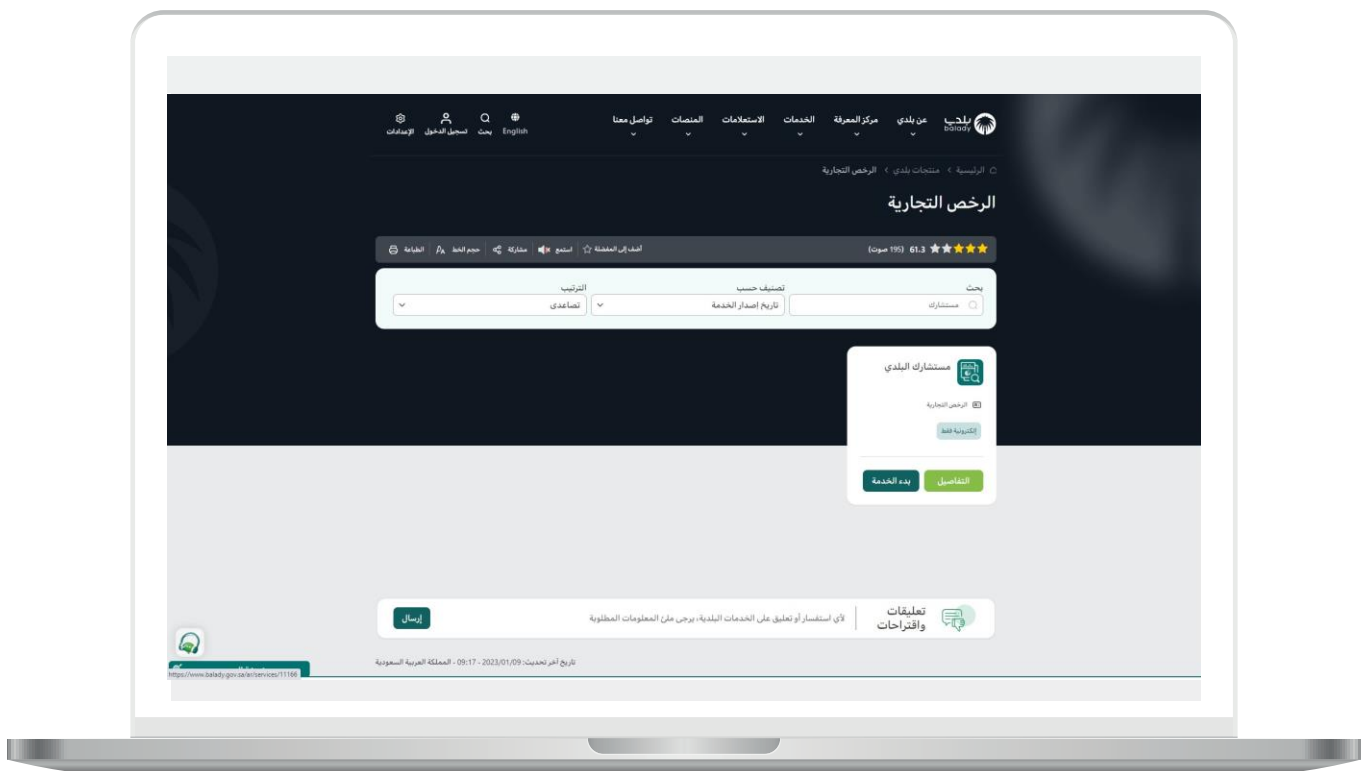 بلدي
balady
عن بلدي
مركز المعرفة
الخدمات
الاستعلامات
المنصات
تواصل معنا
English
بحث
تسجيل الدخول
الإعدادات
الرئيسية > منتجات بلدي > الرخص التجارية
الرخص التجارية
61.3 (195 صوت)
أضف إلى المفضلة
استمع
مشاركة
حجم الخط
الطباعة
بحث
تصنيف حسب
الترتيب
مستشارك
تاريخ إصدار الخدمة
تصاعدى
مستشارك البلدي
الرخص التجارية
إلكترونية فقط
التفاصيل
بدء الخدمة
تعليقات
واقتراحات
لأي استفسار أو تعليق على الخدمات البلدية، يرجى ملئ المعلومات المطلوبة
إرسال
تاريخ آخر تحديث: 2023/01/09 - 09:17 - المملكة العربية السعودية
https://www.balady.gov.sa/ar/services/11166